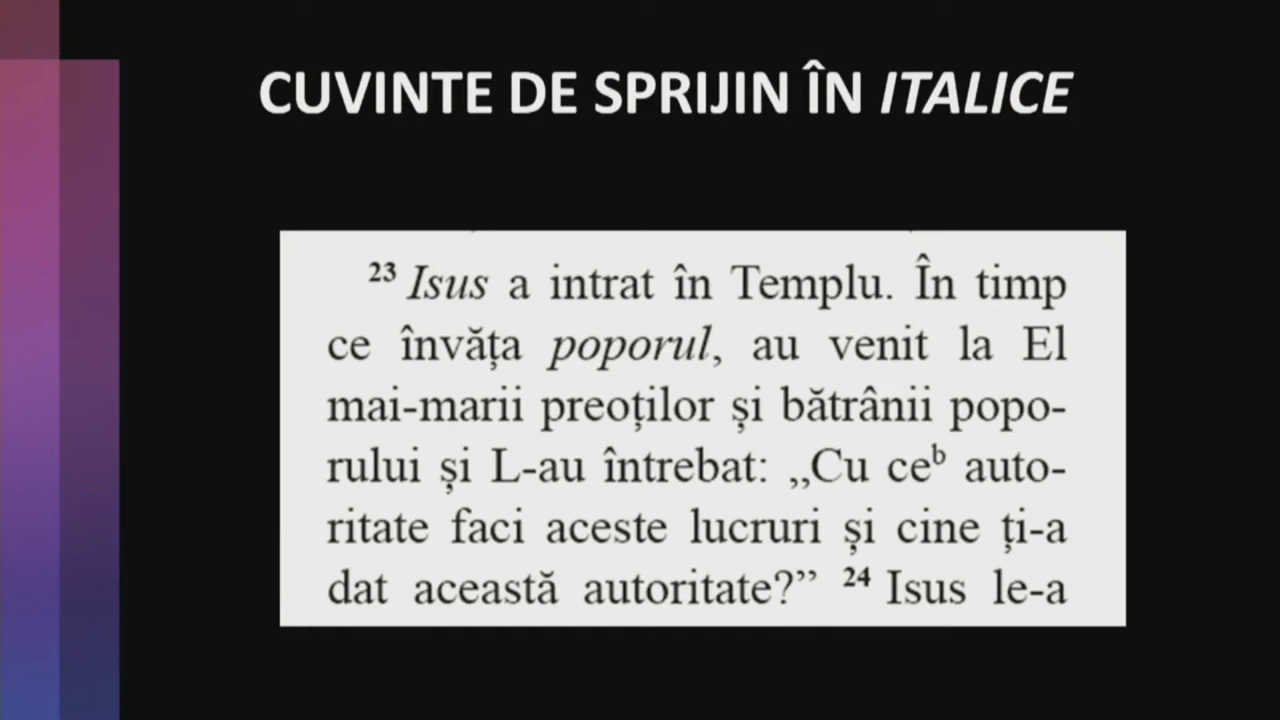 CUVINTE DE SPRIJIN ÎN ITALICE
23 Isus a intrat în Templu. În timp
ce învăța poporul, au venit la El
mai-marii preoților și bătrânii popo-
rului și L-au întrebat: „Cu ceb auto-
ritate faci aceste lucruri și cine ți-a
dat această autoritate?” 24 Isus le-a